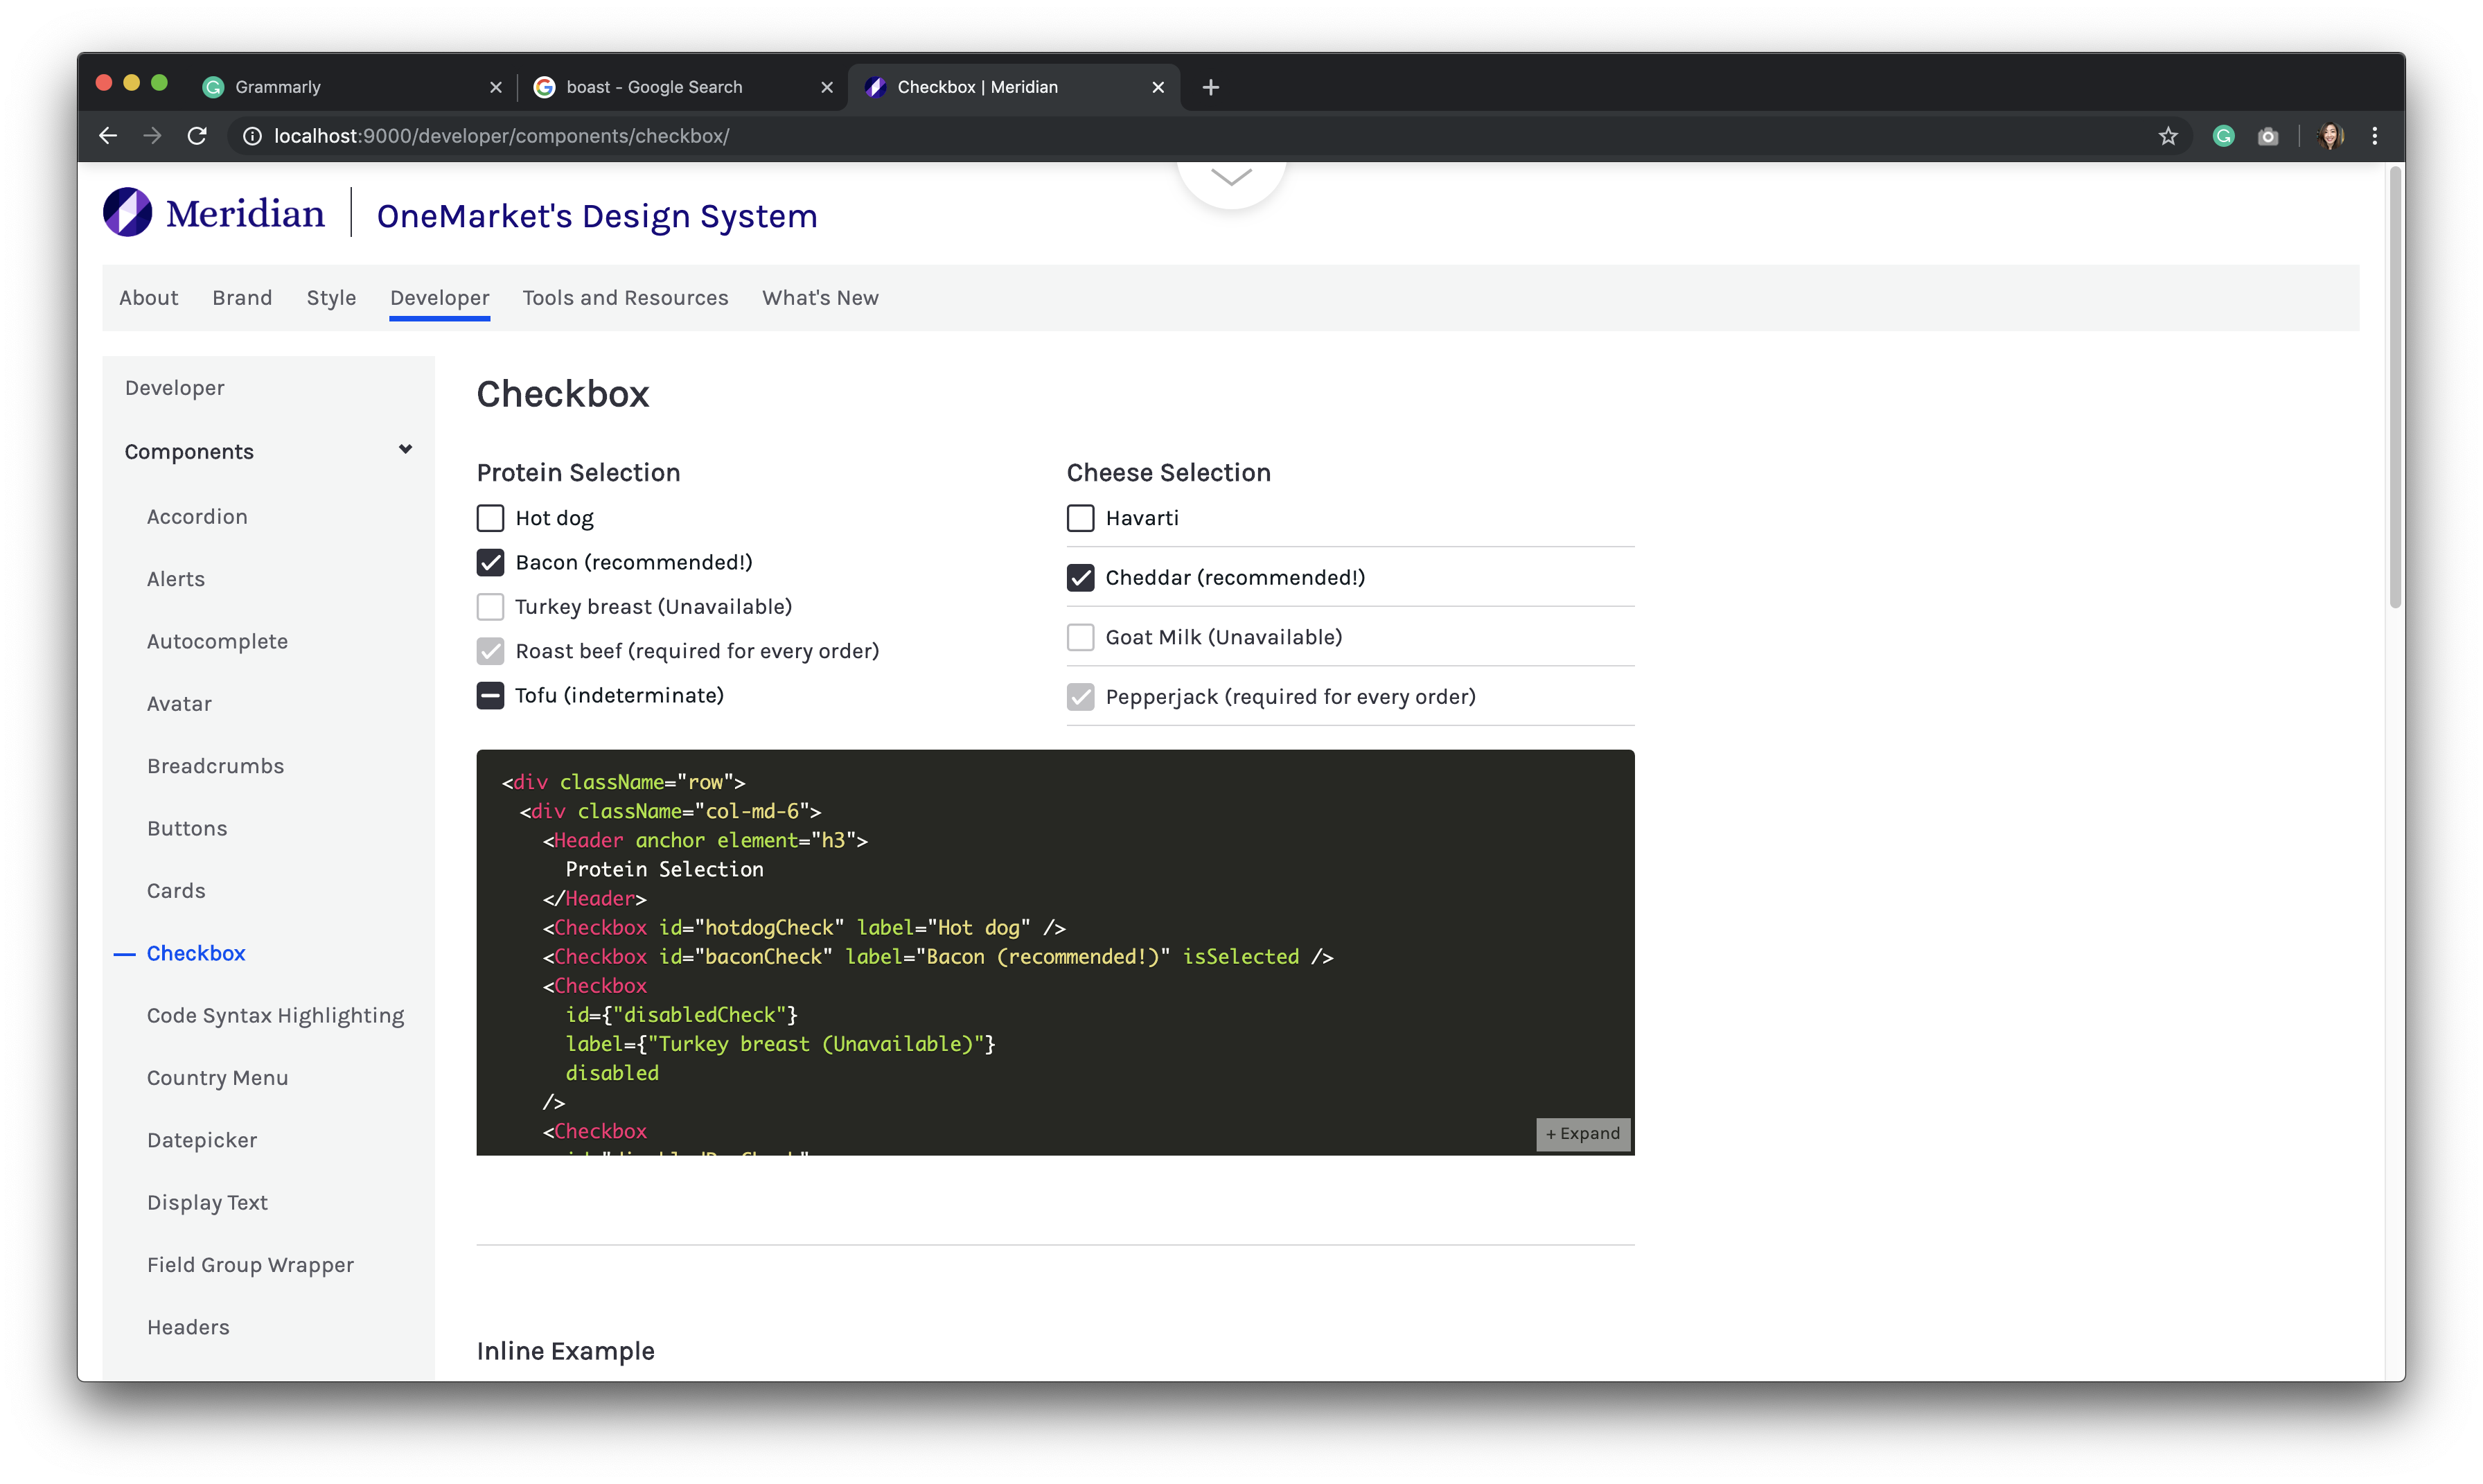 Grammarly
boast - Google Search
Checkbox | Meridian
localhost:9000/developer/components/checkbox/
Meridian
OneMarket's Design System
About
Brand
Style
Developer
Tools and Resources
What's New
Developer
Components
Accordion
Alerts
Autocomplete
Avatar
Breadcrumbs
Buttons
Cards
Checkbox
Code Syntax Highlighting
Country Menu
Datepicker
Display Text
Field Group Wrapper
Headers
Checkbox
Protein Selection
Hot dog
Bacon (recommended!)
Turkey breast (Unavailable)
Roast beef (required for every order)
Tofu (indeterminate)
Cheese Selection
Havarti
Cheddar (recommended!)
Goat Milk (Unavailable)
Pepperjack (required for every order)
<div className="row">
<div className="col-md-6">
<Header anchor element="h3">
Protein Selection
</Header>
<Checkbox id="hotdogCheck" label="Hot dog" />
<Checkbox id="baconCheck" label="Bacon (recommended!)" isSelected />
<Checkbox
id={"disabledCheck"}
label={"Turkey breast (Unavailable)"}
disabled
/>
<Checkbox
+ Expand
Inline Example